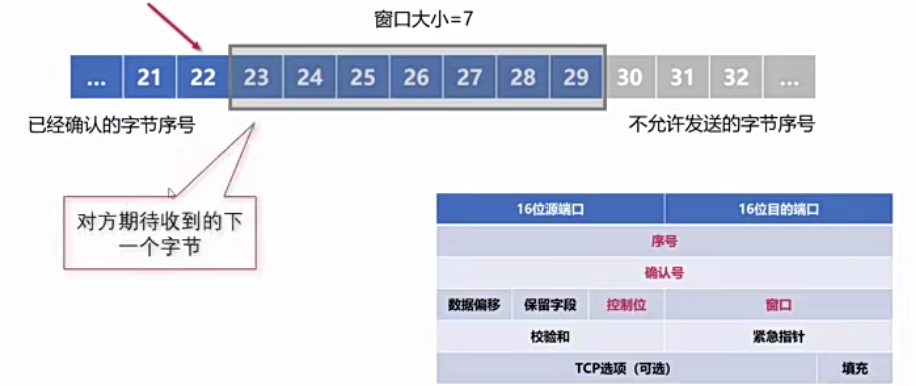 窗口大小=7
... 21 22 23 24 25 26 27 28 29 30 31 32 ...
已经确认的字节序号
不允许发送的字节序号
对方期待收到的下
一个字节
16位源端口 16位目的端口
序号
确认号
数据偏移 保留字段 控制位 窗口
校验和 紧急指针
TCP选项（可选） 填充